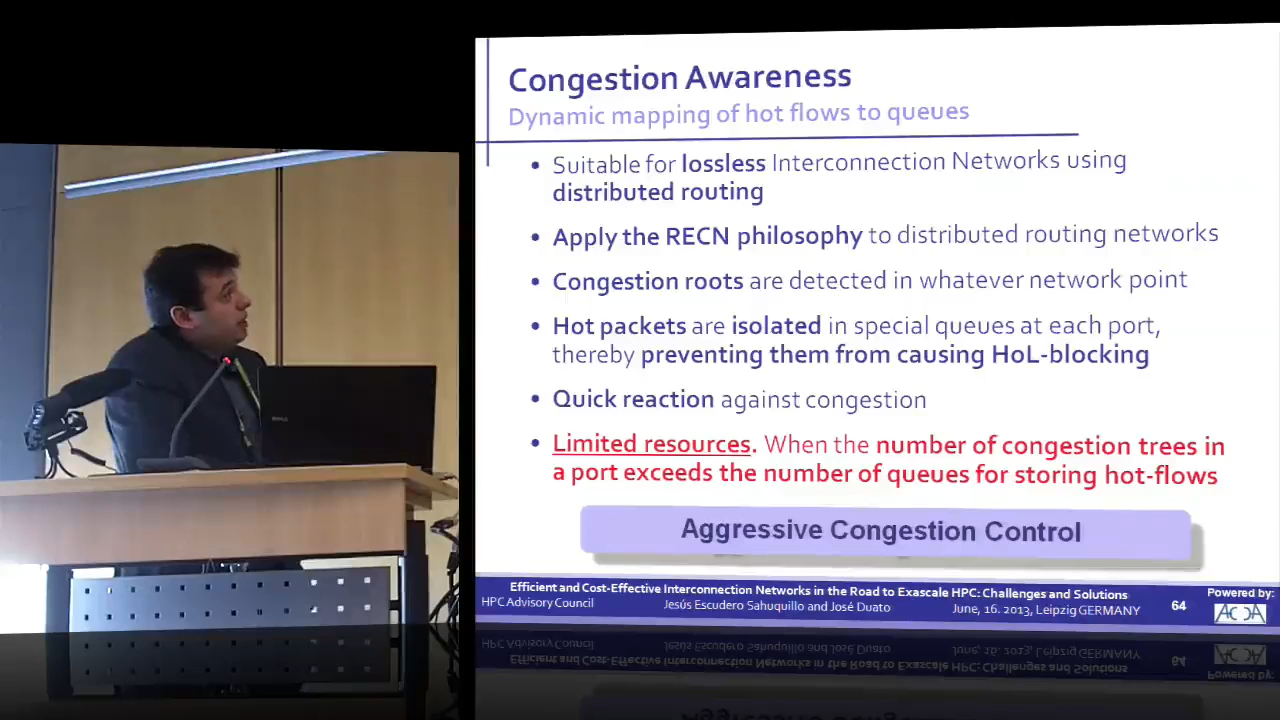 Congestion Awareness
Dynamic mapping of hot flows to queues
• Suitable for lossless Interconnection Networks using
distributed routing
• Apply the RECN philosophy to distributed routing networks
• Congestion roots are detected in whatever network point
• Hot packets are isolated in special queues at each port,
thereby preventing them from causing HoL-blocking
• Quick reaction against congestion
• Limited resources. When the number of congestion trees in
a port exceeds the number of queues for storing hot-flows
Aggressive Congestion Control
Efficient and Cost-Effective Interconnection Networks in the Road to Exascale HPC: Challenges and Solutions
HPC Advisory Council Jesús Escudero Sahuquillo and José Duato June, 16. 2013, Leipzig GERMANY 64
Powered by: